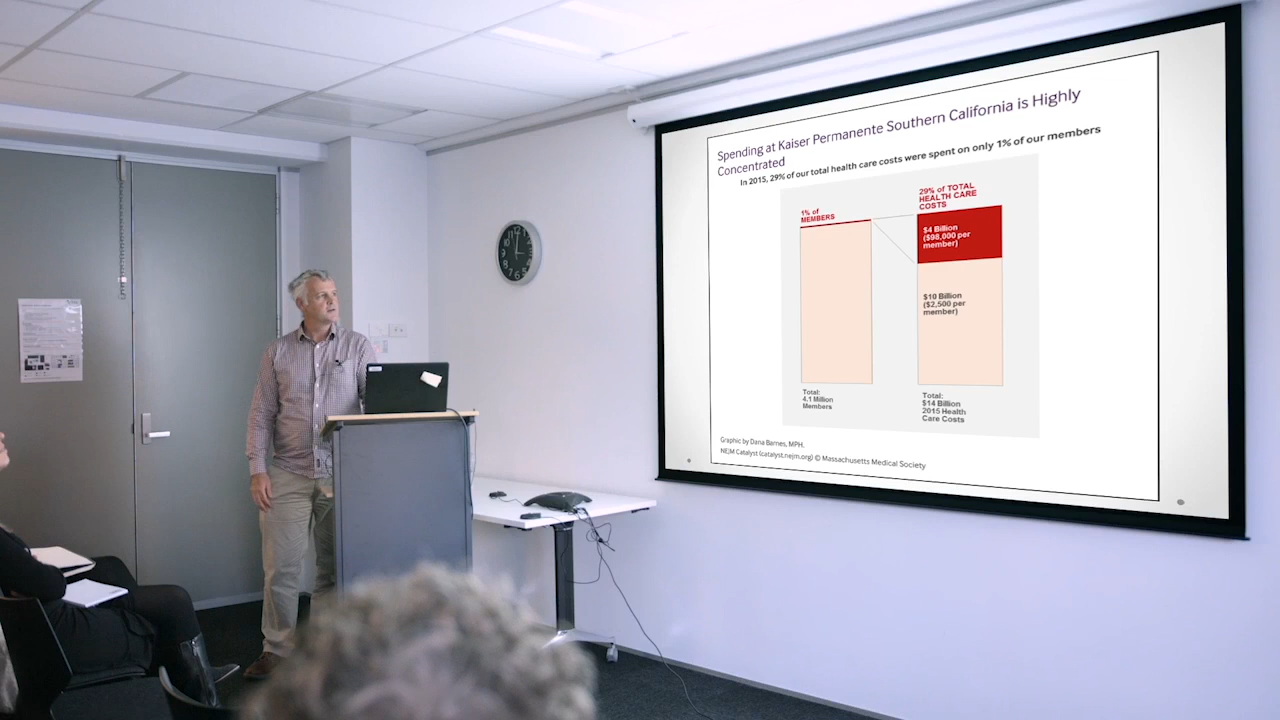 Spending at Kaiser Permanente Southern California is Highly
Concentrated
In 2015, 29% of our total health care costs were spent on only 1% of our members
1% of
MEMBERS
29% of TOTAL
HEALTH CARE
COSTS
$4 Billion
($98,000 per
member)
$10 Billion
($2,500 per
member)
Total:
4.1 Million
Members
Total:
$14 Billion
2015 Health
Care Costs
Graphic by Dana Barnes, MPH.
NEJM Catalyst (catalyst.nejm.org) © Massachusetts Medical Society